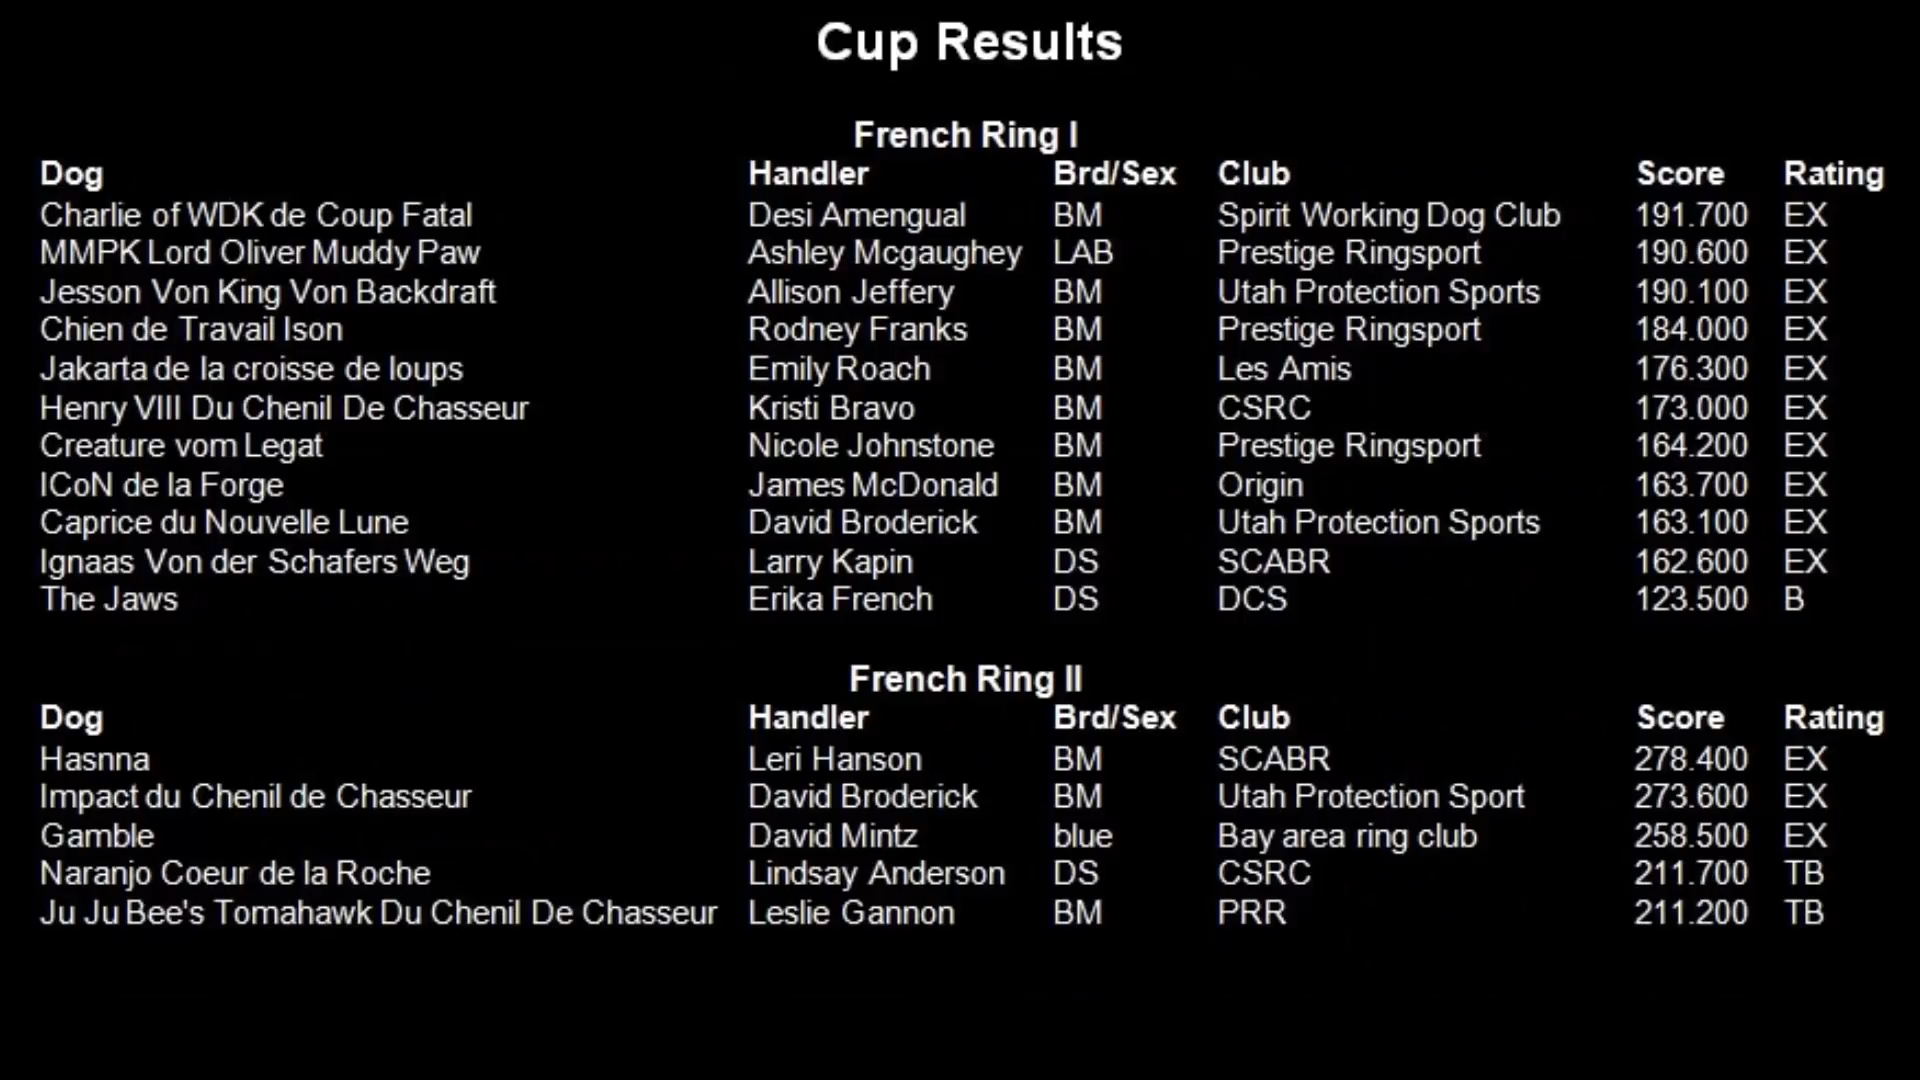 Cup Results
French Ring I
Dog Handler Brd/Sex Club Score Rating
Charlie of WDK de Coup Fatal Desi Amengual BM Spirit Working Dog Club 191.700 EX
MMPK Lord Oliver Muddy Paw Ashley Mcgaughey LAB Prestige Ringsport 190.600 EX
Jesson Von King Von Backdraft Allison Jeffery BM Utah Protection Sports 190.100 EX
Chien de Travail Ison Rodney Franks BM Prestige Ringsport 184.000 EX
Jakarta de la croisse de loups Emily Roach BM Les Amis 176.300 EX
Henry VIII Du Chenil De Chasseur Kristi Bravo BM CSRC 173.000 EX
Creature vom Legat Nicole Johnstone BM Prestige Ringsport 164.200 EX
ICoN de la Forge James McDonald BM Origin 163.700 EX
Caprice du Nouvelle Lune David Broderick BM Utah Protection Sports 163.100 EX
Ignaas Von der Schafers Weg Larry Kapin DS SCABR 162.600 EX
The Jaws Erika French DS DCS 123.500 B
French Ring II
Dog Handler Brd/Sex Club Score Rating
Hasnna Leri Hanson BM SCABR 278.400 EX
Impact du Chenil de Chasseur David Broderick BM Utah Protection Sport 273.600 EX
Gamble David Mintz blue Bay area ring club 258.500 EX
Naranjo Coeur de la Roche Lindsay Anderson DS CSRC 211.700 TB
Ju Ju Bee's Tomahawk Du Chenil De Chasseur Leslie Gannon BM PRR 211.200 TB